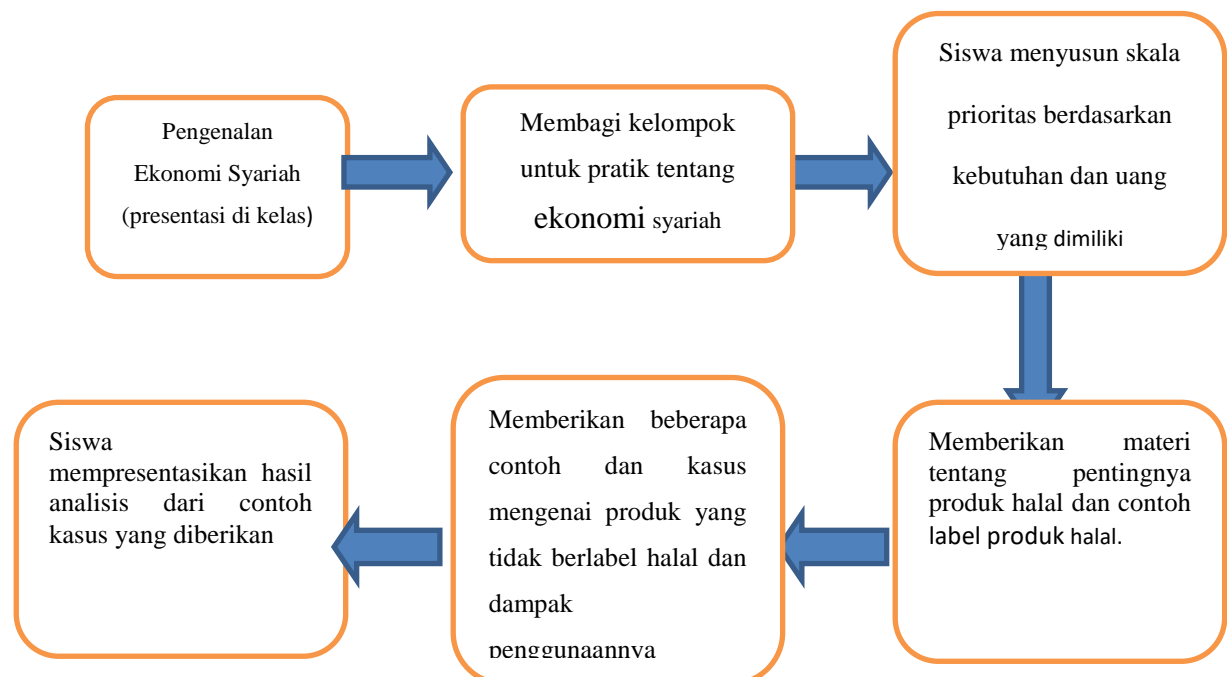 Pengenalan
Ekonomi Syariah
(presentasi di kelas)
Membagi kelompok
untuk pratik tentang
ekonomi syariah
Siswa menyusun skala
prioritas berdasarkan
kebutuhan dan uang
yang dimiliki
Memberikan materi
tentang pentingnya
produk halal dan contoh
label produk halal.
Memberikan beberapa
contoh dan kasus
mengenai produk yang
tidak berlabel halal dan
dampak
penggunaannya
Siswa
mempresentasikan hasil
analisis dari contoh
kasus yang diberikan